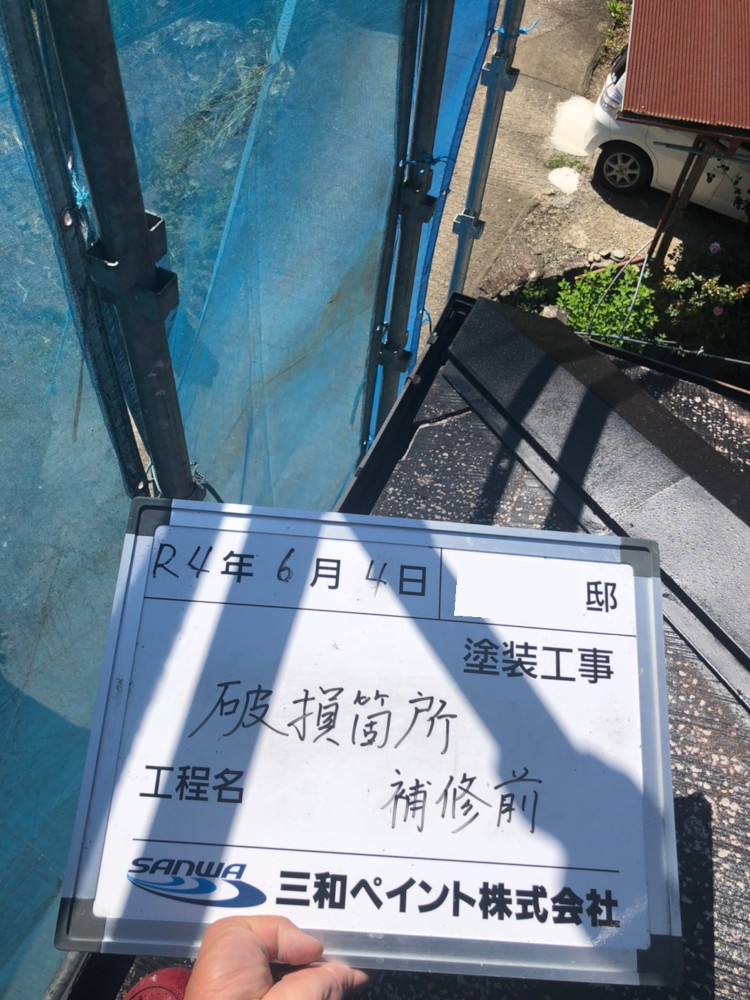 R4年 6月 4日 邸
塗装工事
破損箇所
工程名 補修前
SANWA 三和ペイント株式会社